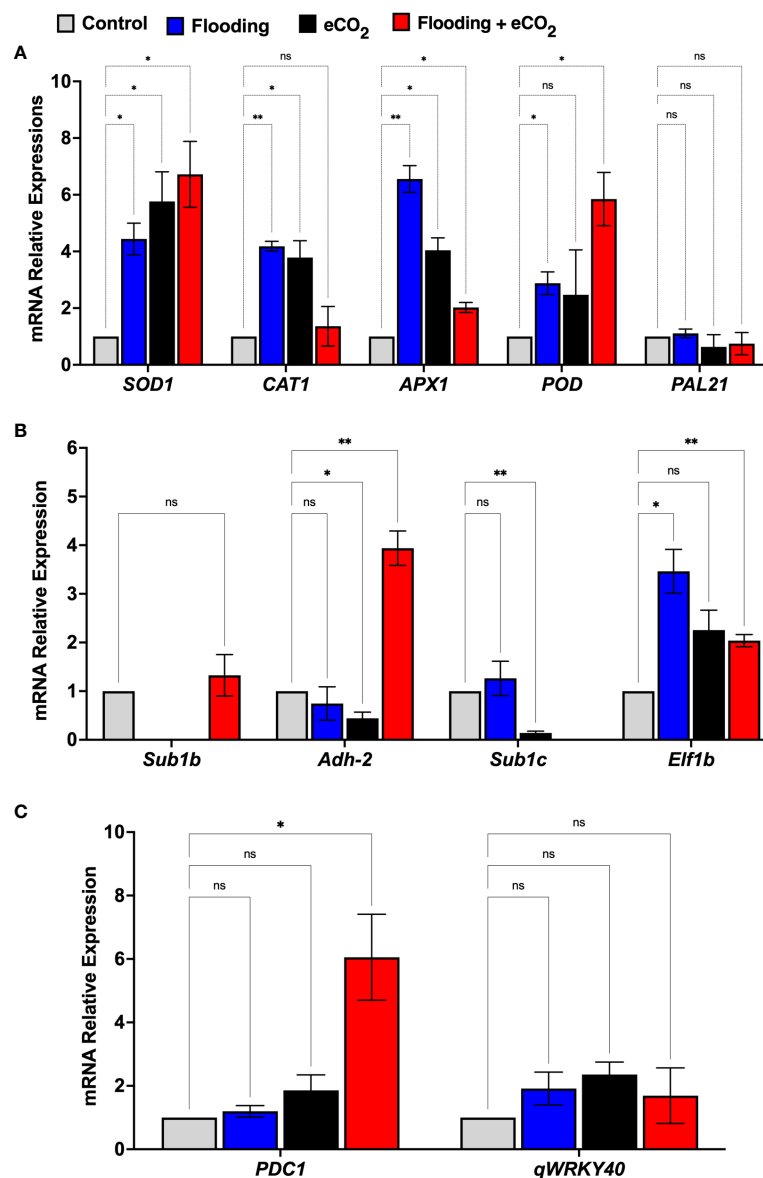 Control Flooding eCO₂ Flooding + eCO₂
A
mRNA Relative Expressions
10
8
6
4
2
0
* * *
** * ns
** * *
* ns *
ns ns ns
SOD1 CAT1 APX1 POD PAL21
B
mRNA Relative Expression
6
5
4
3
2
1
0
ns
ns * **
ns **
* ns **
Sub1b Adh-2 Sub1c Elf1b
C
mRNA Relative Expression
10
8
6
4
2
0
ns ns *
ns ns ns
PDC1 qWRKY40